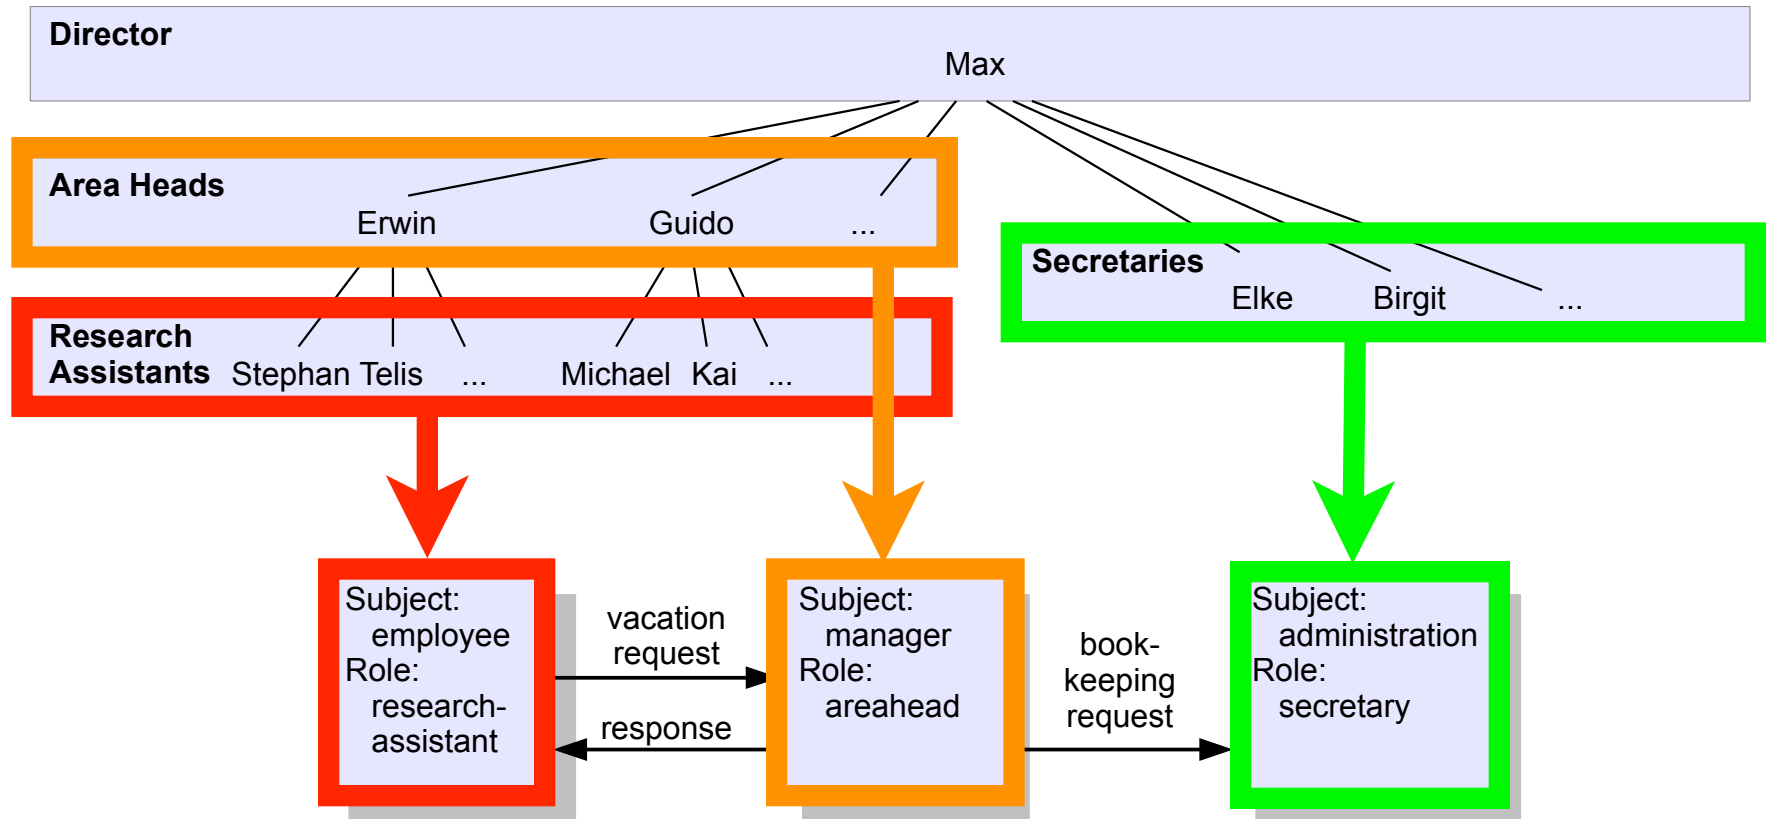 Director
Max
Area Heads
Erwin Guido ...
Secretaries
Elke Birgit ...
Research
Assistants Stephan Telis ... Michael Kai ...
Subject:
employee
Role:
research-
assistant
vacation
request
response
Subject:
manager
Role:
areahead
book-
keeping
request
Subject:
administration
Role:
secretary